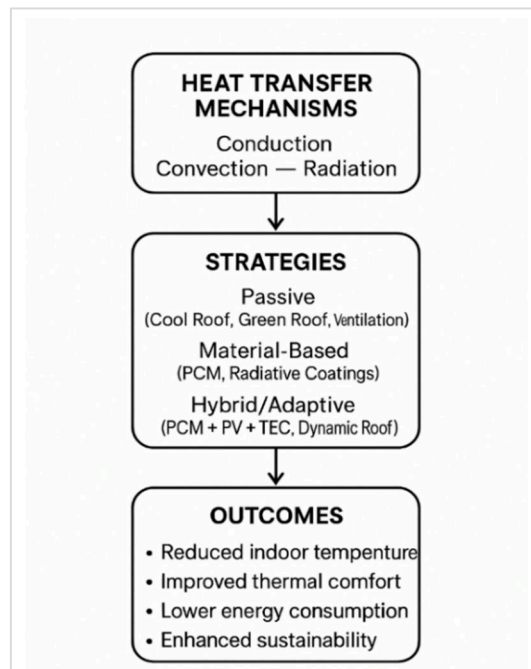 HEAT TRANSFER
MECHANISMS
Conduction
Convection — Radiation
STRATEGIES
Passive
(Cool Roof, Green Roof, Ventilation)
Material-Based
(PCM, Radiative Coatings)
Hybrid/Adaptive
(PCM + PV + TEC, Dynamic Roof)
OUTCOMES
• Reduced indoor tempenture
• Improved thermal comfort
• Lower energy consumption
• Enhanced sustainability